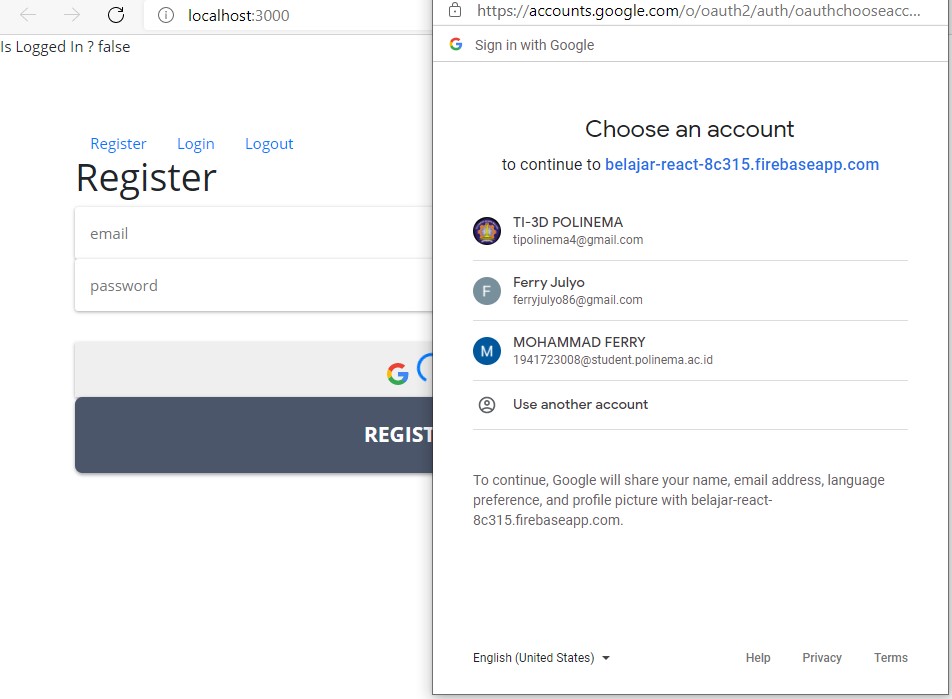 localhost:3000
Is Logged In ? false
Register Login Logout
Register
email
password
REGIST
https://accounts.google.com/o/oauth2/auth/oauthchooseacc...
Sign in with Google
Choose an account
to continue to belajar-react-8c315.firebaseapp.com
TI-3D POLINEMA
tipolinema4@gmail.com
F
Ferry Julyo
ferryjulyo86@gmail.com
M
MOHAMMAD FERRY
1941723008@student.polinema.ac.id
Use another account
To continue, Google will share your name, email address, language
preference, and profile picture with belajar-react-
8c315.firebaseapp.com.
English (United States) Help Privacy Terms